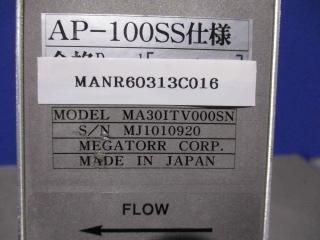 AP-100SS仕様
MANR60313C016
MODEL MA30ITV000SN
S/N MJ1010920
MEGATORR CORP.
MADE IN JAPAN
FLOW